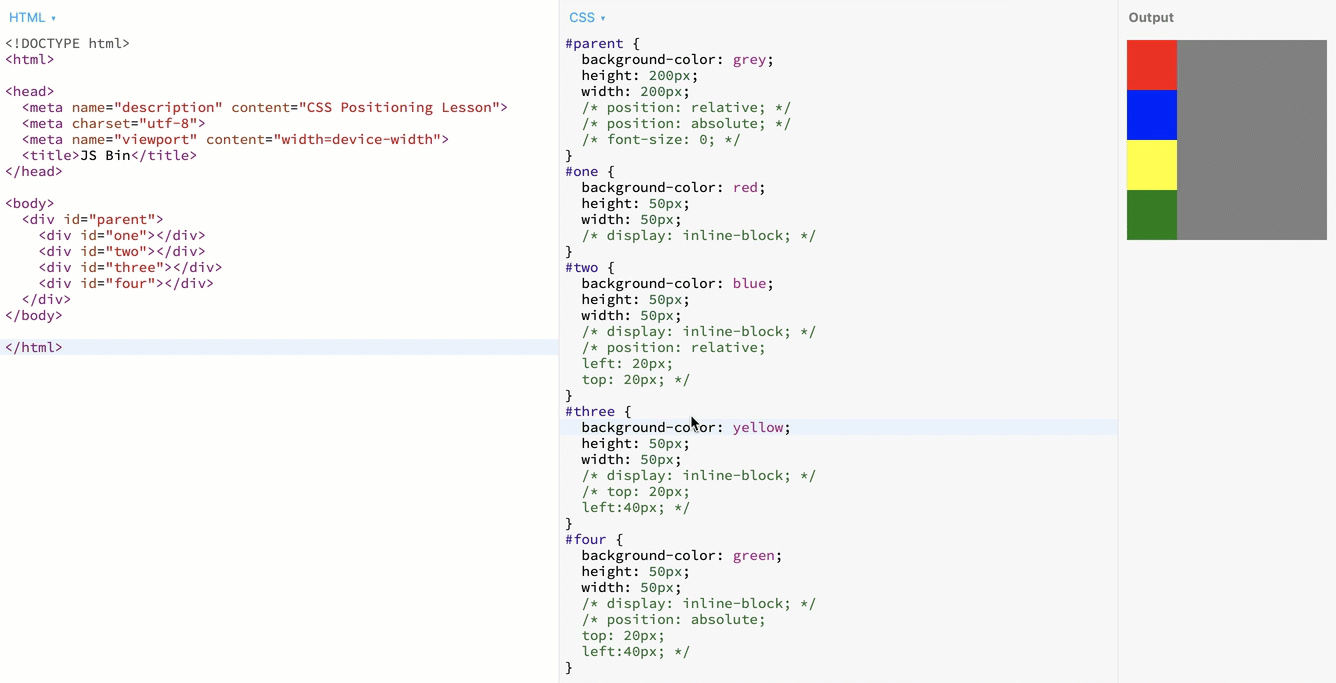 HTML ▾
<!DOCTYPE html>
<html>
<head>
  <meta name="description" content="CSS Positioning Lesson">
  <meta charset="utf-8">
  <meta name="viewport" content="width=device-width">
  <title>JS Bin</title>
</head>
<body>
  <div id="parent">
    <div id="one"></div>
    <div id="two"></div>
    <div id="three"></div>
    <div id="four"></div>
  </div>
</body>
</html>
CSS ▾
#parent {
  background-color: grey;
  height: 200px;
  width: 200px;
  /* position: relative; */
  /* position: absolute; */
  /* font-size: 0; */
}
#one {
  background-color: red;
  height: 50px;
  width: 50px;
  /* display: inline-block; */
}
#two {
  background-color: blue;
  height: 50px;
  width: 50px;
  /* display: inline-block; */
  /* position: relative;
  left: 20px;
  top: 20px; */
}
#three {
  background-color: yellow;
  height: 50px;
  width: 50px;
  /* display: inline-block; */
  /* top: 20px;
  left:40px; */
}
#four {
  background-color: green;
  height: 50px;
  width: 50px;
  /* display: inline-block; */
  /* position: absolute;
  top: 20px;
  left:40px; */
}
Output